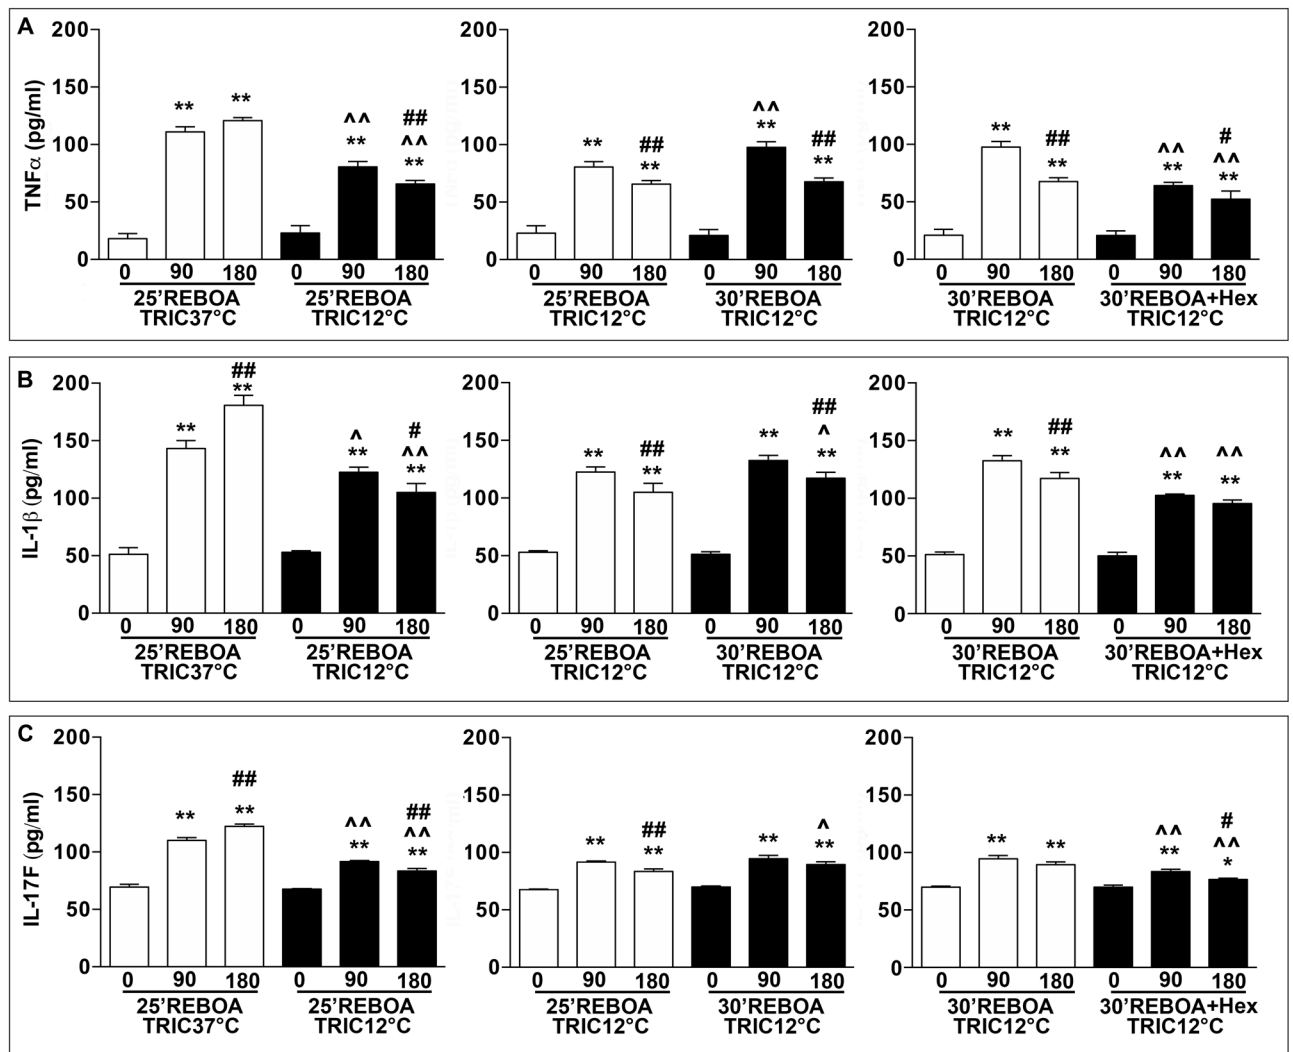 A
TNFα (pg/ml)
200
150
100
50
0
** ** ^^ ** ## ^^ **
0 90 180 0 90 180
25’REBOA 25’REBOA
TRIC37°C TRIC12°C
200
150
100
50
0
** ## ** ^^ ** ## **
0 90 180 0 90 180
25’REBOA 30’REBOA
TRIC12°C TRIC12°C
200
150
100
50
0
** ## ** ^^ ** # ^^ **
0 90 180 0 90 180
30’REBOA 30’REBOA+Hex
TRIC12°C TRIC12°C
B
IL-1β (pg/ml)
200
150
100
50
0
** ## ** ^ ** # ^^ **
0 90 180 0 90 180
25’REBOA 25’REBOA
TRIC37°C TRIC12°C
200
150
100
50
0
** ## ** ** ## ^ **
0 90 180 0 90 180
25’REBOA 30’REBOA
TRIC12°C TRIC12°C
200
150
100
50
0
** ## ** ^^ ** ^^ **
0 90 180 0 90 180
30’REBOA 30’REBOA+Hex
TRIC12°C TRIC12°C
C
IL-17F (pg/ml)
200
150
100
50
0
** ## ** ^^ ** ## ^^ **
0 90 180 0 90 180
25’REBOA 25’REBOA
TRIC37°C TRIC12°C
200
150
100
50
0
** ## ** ** ^ **
0 90 180 0 90 180
25’REBOA 30’REBOA
TRIC12°C TRIC12°C
200
150
100
50
0
** ** ^^ ** # ^^ *
0 90 180 0 90 180
30’REBOA 30’REBOA+Hex
TRIC12°C TRIC12°C